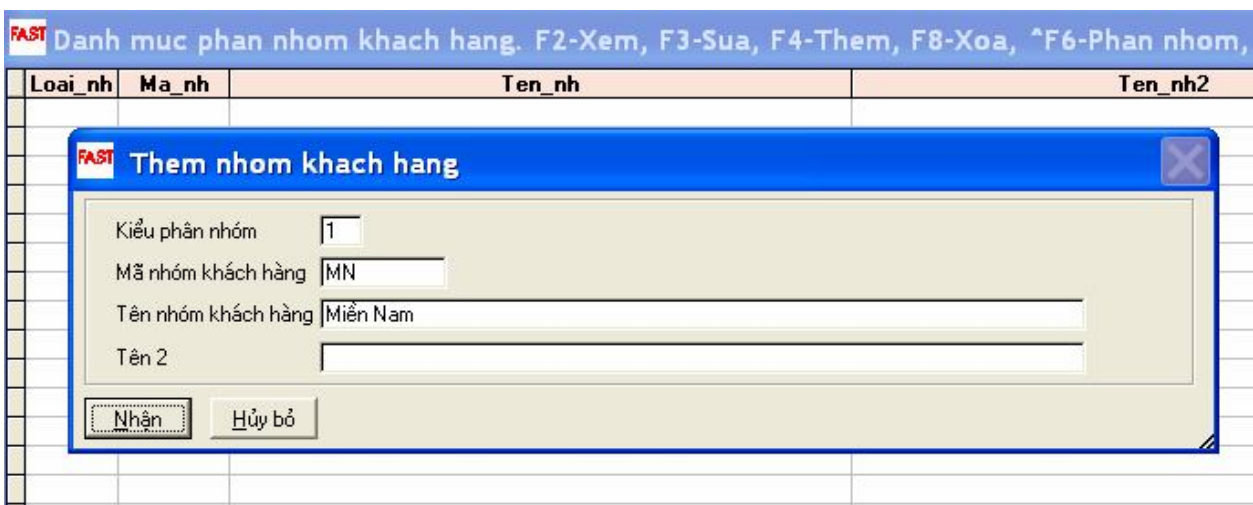 FAST Danh muc phan nhom khach hang. F2-Xem, F3-Sua, F4-Them, F8-Xoa, ^F6-Phan nhom,
Loai_nh Ma_nh Ten_nh Ten_nh2
FAST Them nhom khach hang
Kiểu phân nhóm 1
Mã nhóm khách hàng MN
Tên nhóm khách hàng Miền Nam
Tên 2
Nhận Hủy bỏ